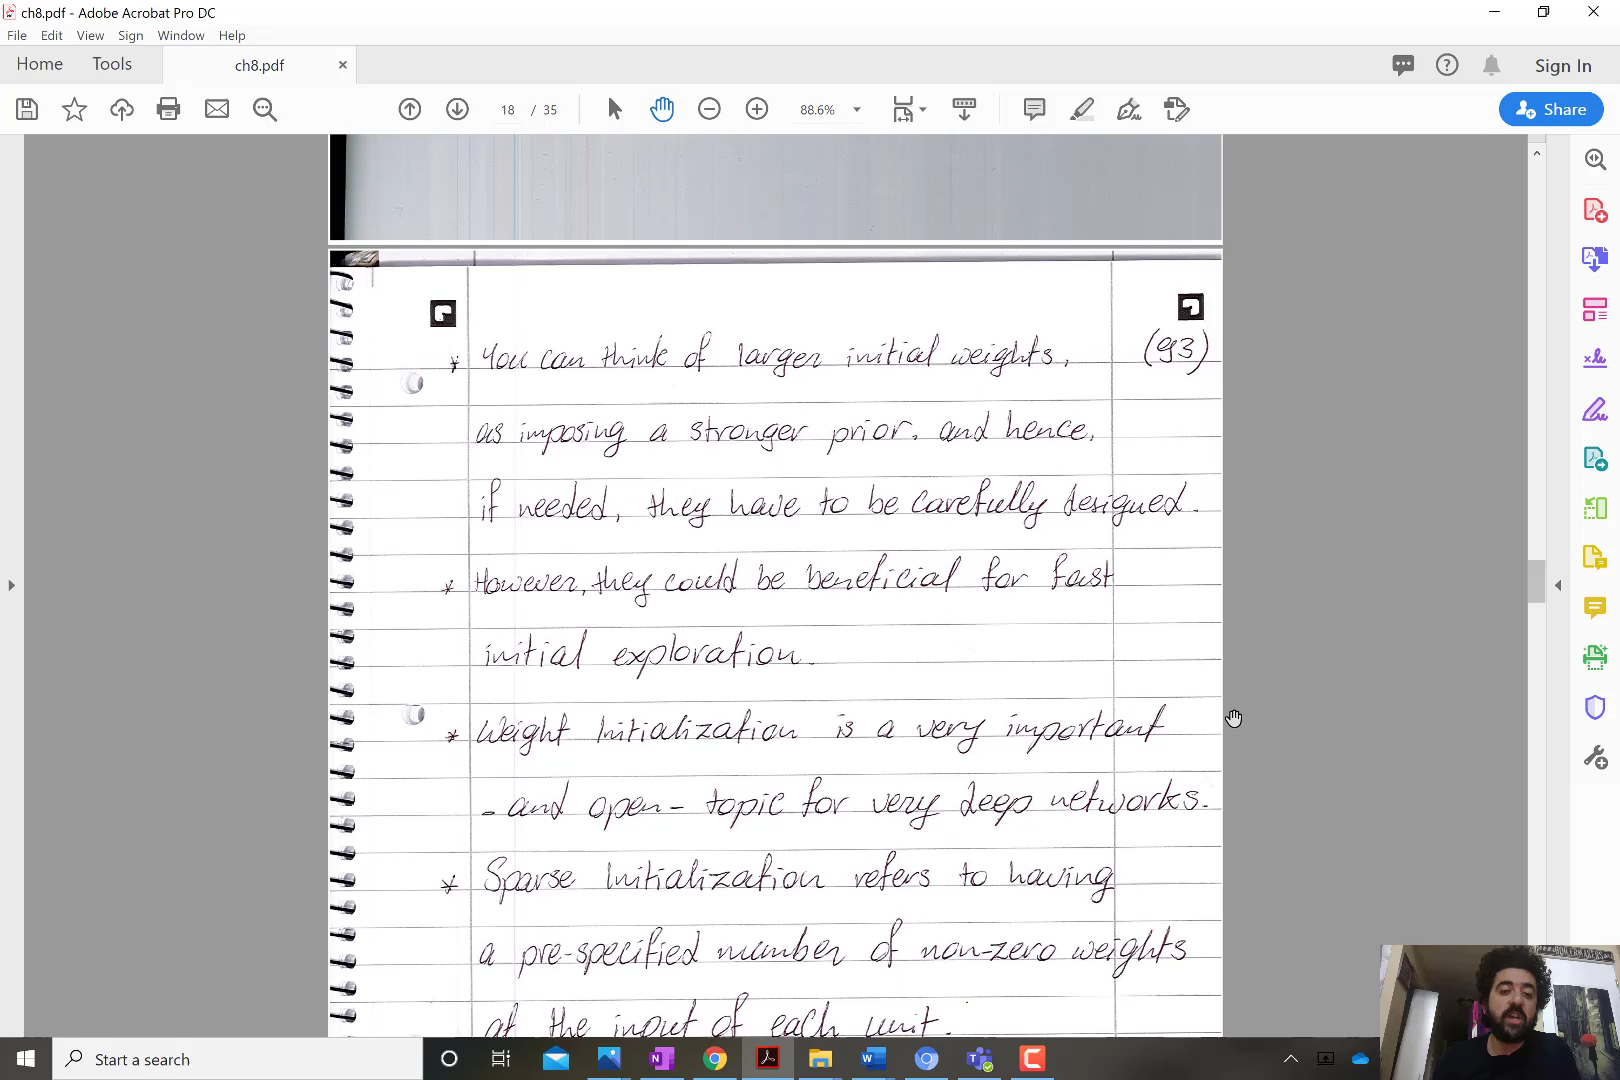 ch8.pdf - Adobe Acrobat Pro DC
File Edit View Sign Window Help
Home Tools ch8.pdf Sign In
18 / 35 88.6% Share
* You can think of larger initial weights, (93)
as imposing a stronger prior. and hence,
if needed, they have to be carefully designed.
* However, they could be beneficial for fast
initial exploration.
* Weight Initialization is a very important
- and open - topic for very deep networks.
* Sparse Initialization refers to having
a pre-specified number of non-zero weights
at the input of each unit.
Start a search